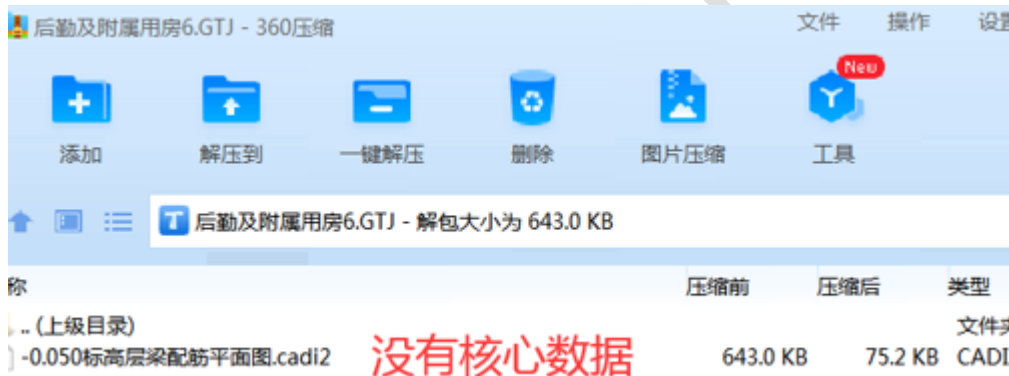 后勤及附属用房6.GTJ - 360压缩 文件 操作 设置
New
添加 解压到 一键解压 删除 图片压缩 工具
T 后勤及附属用房6.GTJ - 解包大小为 643.0 KB
称 压缩前 压缩后 类型
.. (上级目录) 文件夹
-0.050标高层梁配筋平面图.cadi2 没有核心数据 643.0 KB 75.2 KB CADI